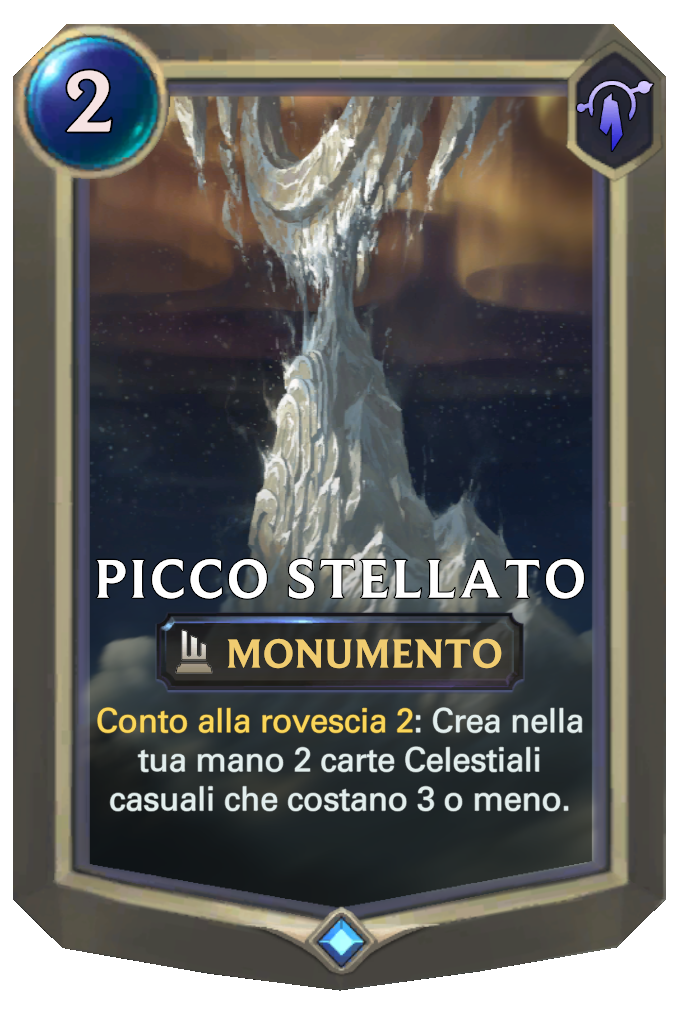 2
PICCO STELLATO
MONUMENTO
Conto alla rovescia 2: Crea nella
tua mano 2 carte Celestiali
casuali che costano 3 o meno.